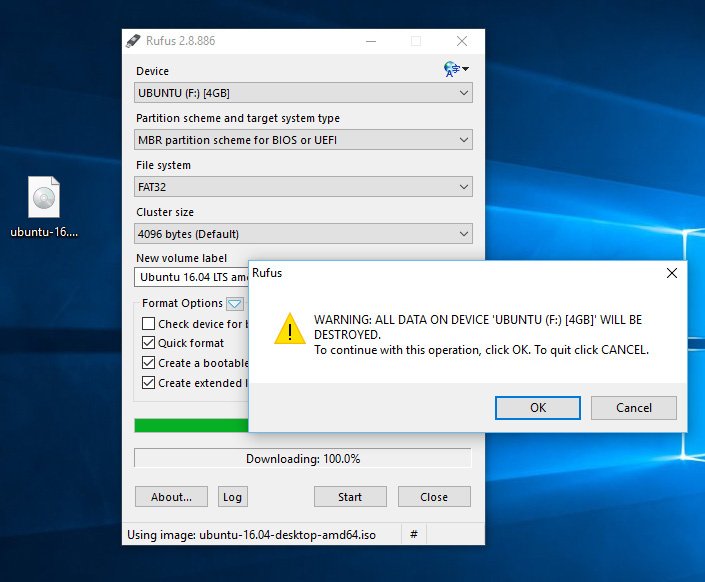 Rufus 2.8.886
Device
UBUNTU (F:) [4GB]
Partition scheme and target system type
MBR partition scheme for BIOS or UEFI
File system
FAT32
Cluster size
4096 bytes (Default)
New volume label
Ubuntu 16.04 LTS
Format Options
Check device for
Quick format
Create a bootable
Create extended
Downloading: 100.0%
About...
Log
Start
Close
Using image: ubuntu-16.04-desktop-amd64.iso
#
ubuntu-16....
Rufus
WARNING: ALL DATA ON DEVICE 'UBUNTU (F:) [4GB]' WILL BE
DESTROYED.
To continue with this operation, click OK. To quit click CANCEL.
OK
Cancel